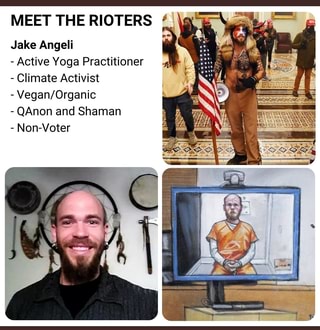 MEET THE RIOTERS
Jake Angeli
- Active Yoga Practitioner
- Climate Activist
- Vegan/Organic
- QAnon and Shaman
- Non-Voter